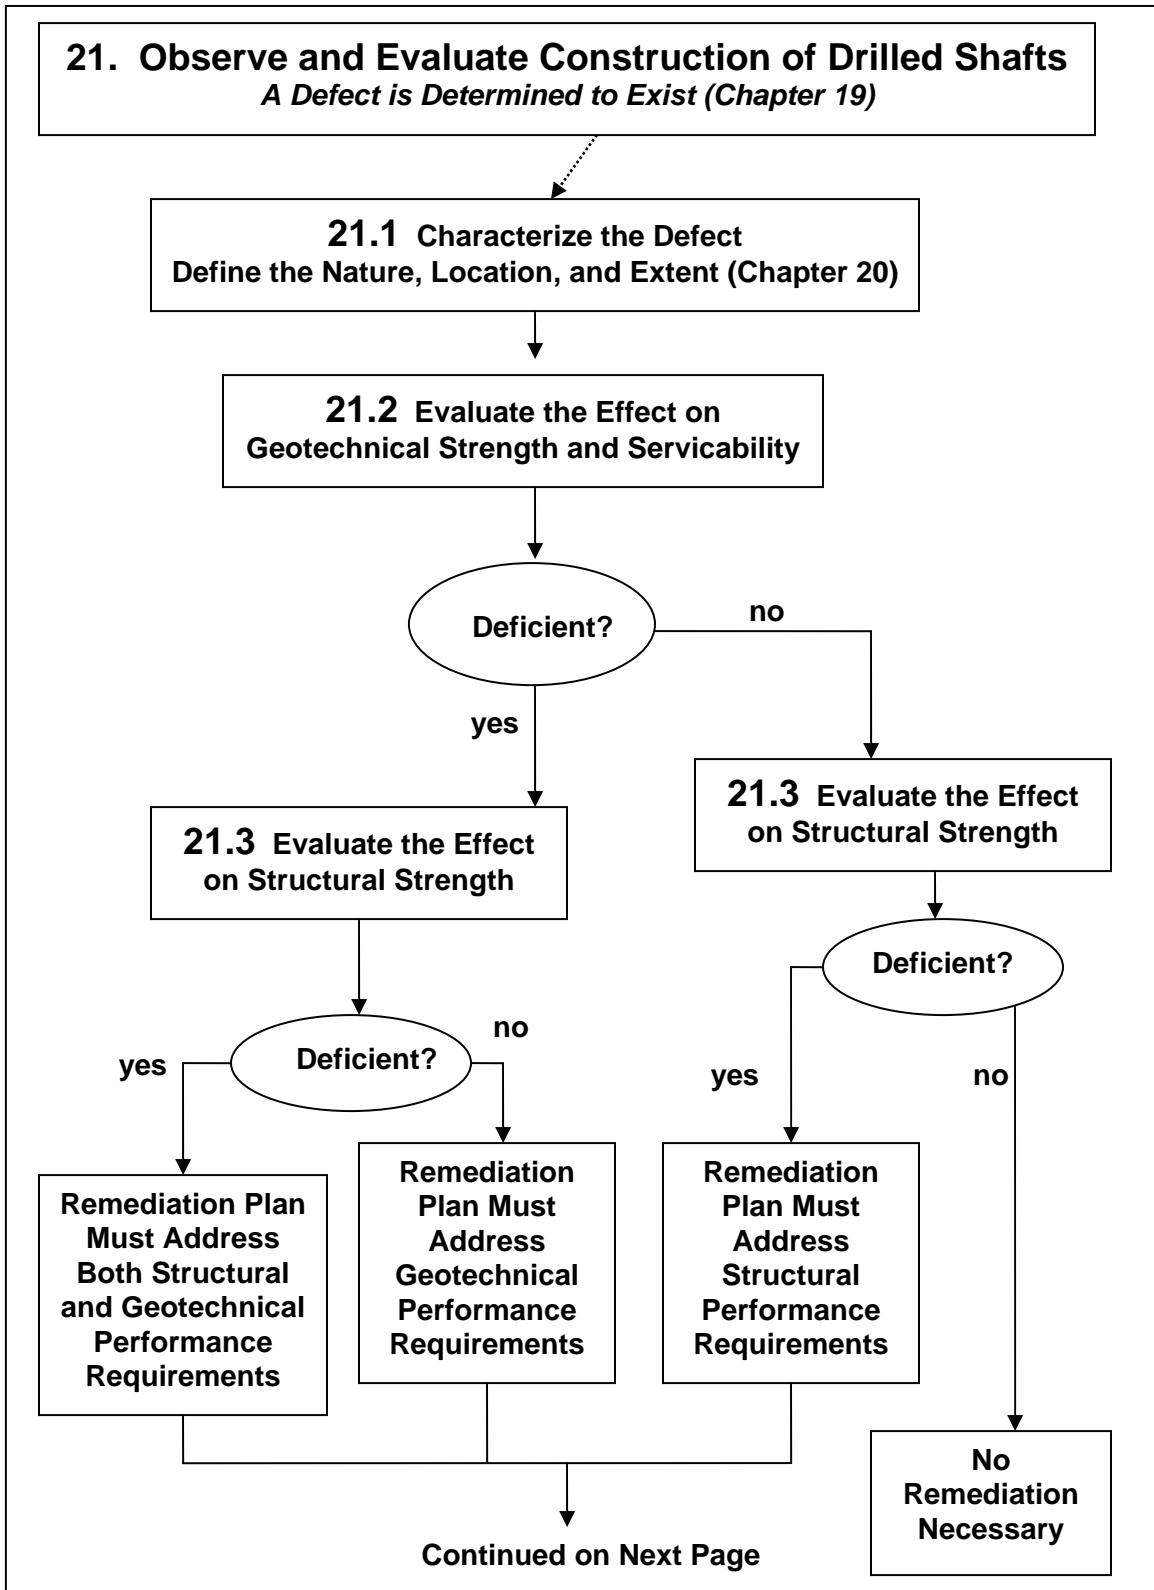 21. Observe and Evaluate Construction of Drilled Shafts
A Defect is Determined to Exist (Chapter 19)
21.1 Characterize the Defect
Define the Nature, Location, and Extent (Chapter 20)
21.2 Evaluate the Effect on
Geotechnical Strength and Servicability
Deficient?
no
yes
21.3 Evaluate the Effect
on Structural Strength
21.3 Evaluate the Effect
on Structural Strength
Deficient?
Deficient?
yes
no
yes
no
Remediation Plan
Must Address
Both Structural
and Geotechnical
Performance
Requirements
Remediation
Plan Must
Address
Geotechnical
Performance
Requirements
Remediation
Plan Must
Address
Structural
Performance
Requirements
No
Remediation
Necessary
Continued on Next Page